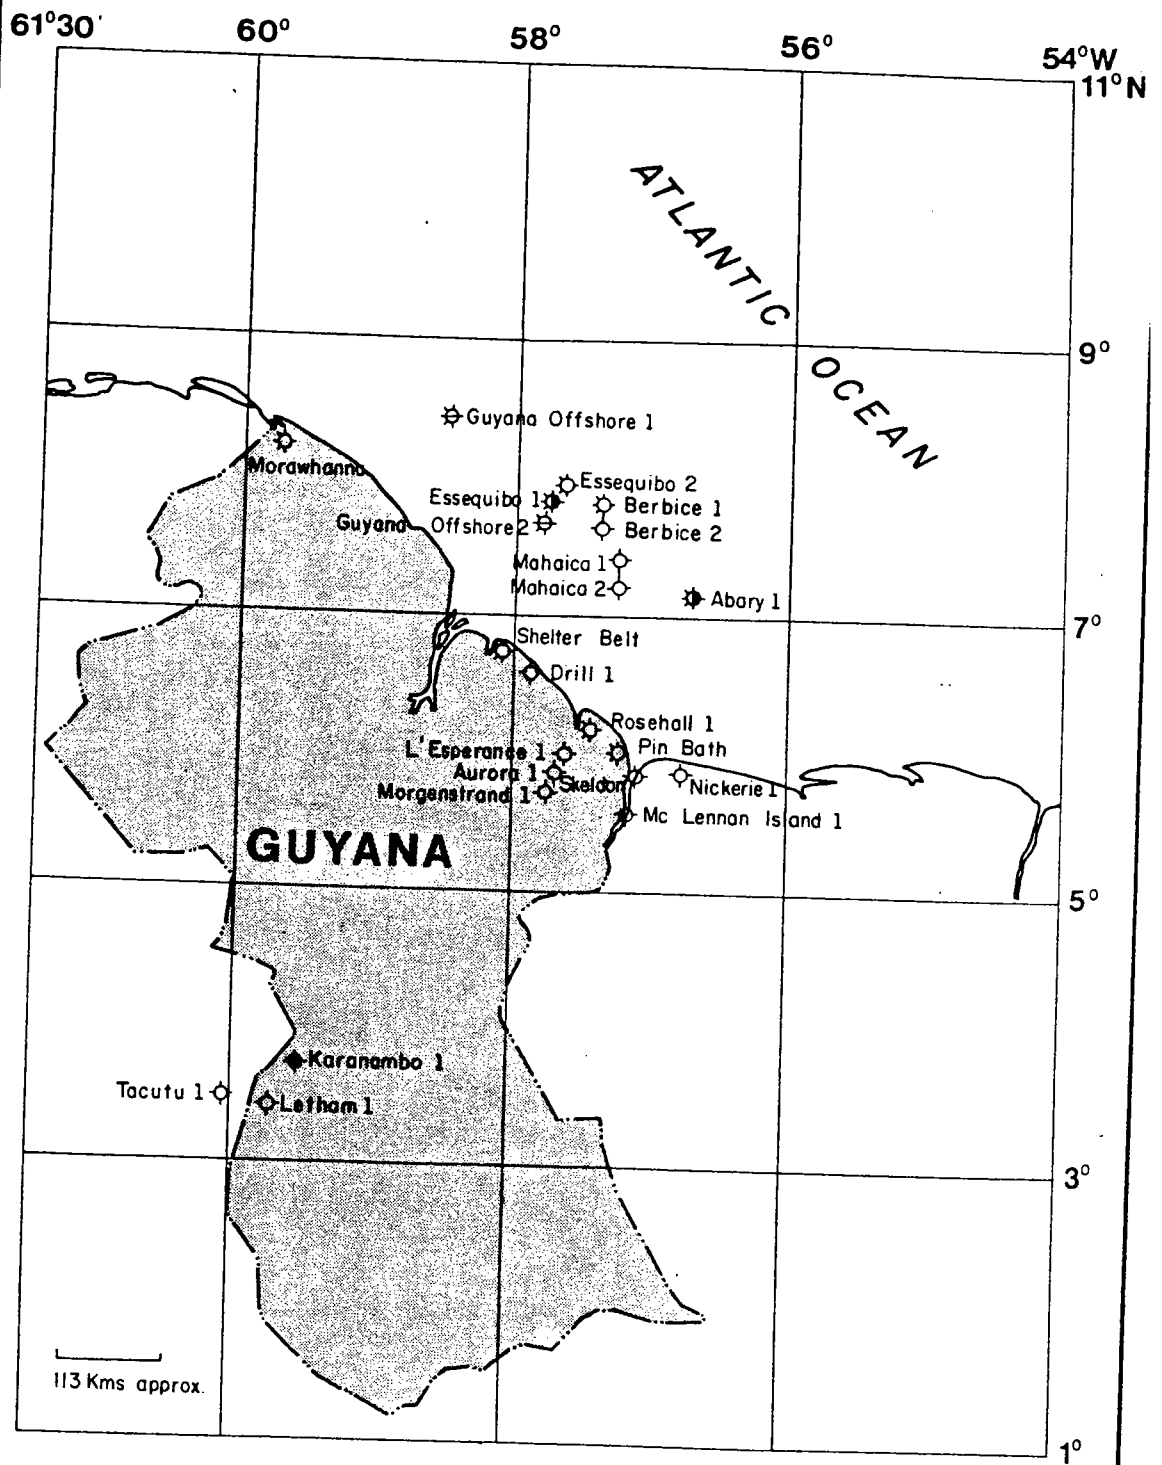 61°30'
60°
58°
56°
54°W
11°N
ATLANTIC
OCEAN
9°
Guyana Offshore 1
Morawhanna
Essequibo 2
Essequibo 1
Berbice 1
Guyana Offshore 2
Berbice 2
Mahaica 1
Mahaica 2
Abary 1
7°
Shelter Belt
Drill 1
Rosehall 1
L'Esperance 1
Pin Bath
Aurora 1
Skeldon
Nickerie 1
Morgenstrand 1
Mc Lennan Island 1
GUYANA
5°
Karanambo 1
Tacutu 1
Letham 1
3°
113 Kms approx.
1°